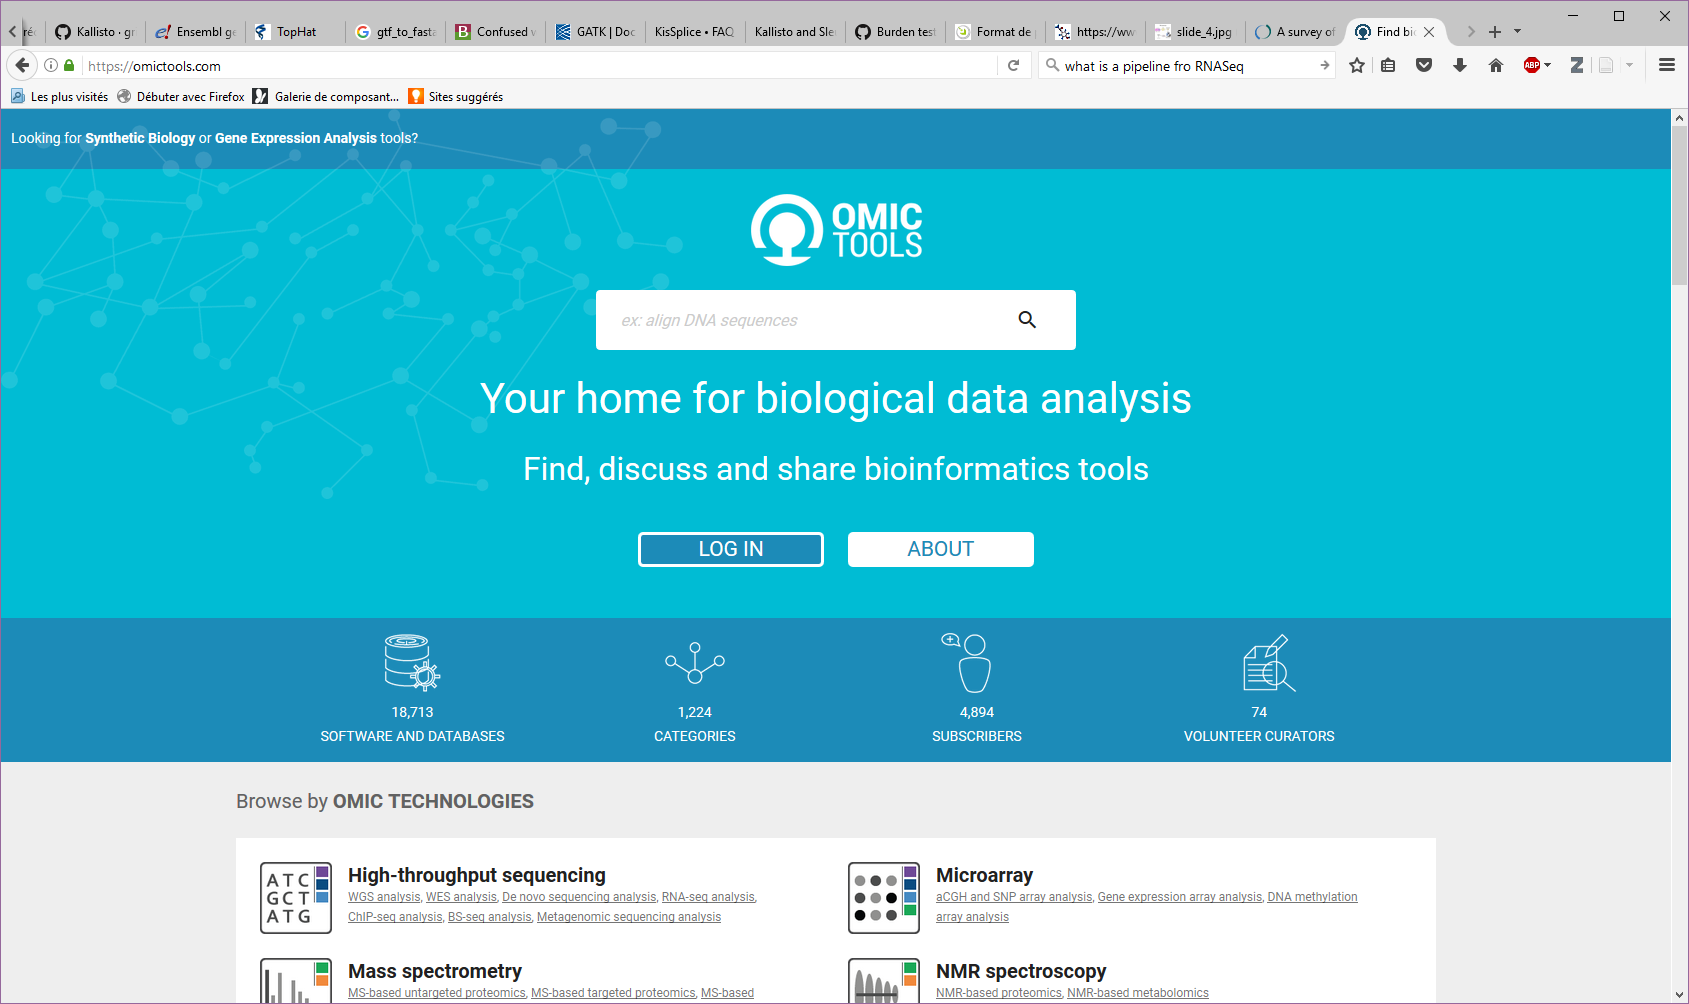 Kallisto · gr
Ensembl ge
TopHat
gtf_to_fasta
Confused w
GATK | Doc
KisSplice • FAQ
Kallisto and Sle
Burden test
Format de
https://ww
slide_4.jpg
A survey of
Find bi
https://omictools.com
what is a pipeline fro RNASeq
ABP
Z
Les plus visités
Débuter avec Firefox
Galerie de composant...
Sites suggérés
Looking for Synthetic Biology or Gene Expression Analysis tools?
OMIC
TOOLS
ex: align DNA sequences
Your home for biological data analysis
Find, discuss and share bioinformatics tools
LOG IN
ABOUT
18,713
SOFTWARE AND DATABASES
1,224
CATEGORIES
4,894
SUBSCRIBERS
74
VOLUNTEER CURATORS
Browse by OMIC TECHNOLOGIES
ATC
GCT
ATG
High-throughput sequencing
WGS analysis, WES analysis, De novo sequencing analysis, RNA-seq analysis,
ChIP-seq analysis, BS-seq analysis, Metagenomic sequencing analysis
Microarray
aCGH and SNP array analysis, Gene expression array analysis, DNA methylation
array analysis
Mass spectrometry
MS-based untargeted proteomics, MS-based targeted proteomics, MS-based
NMR spectroscopy
NMR-based proteomics, NMR-based metabolomics